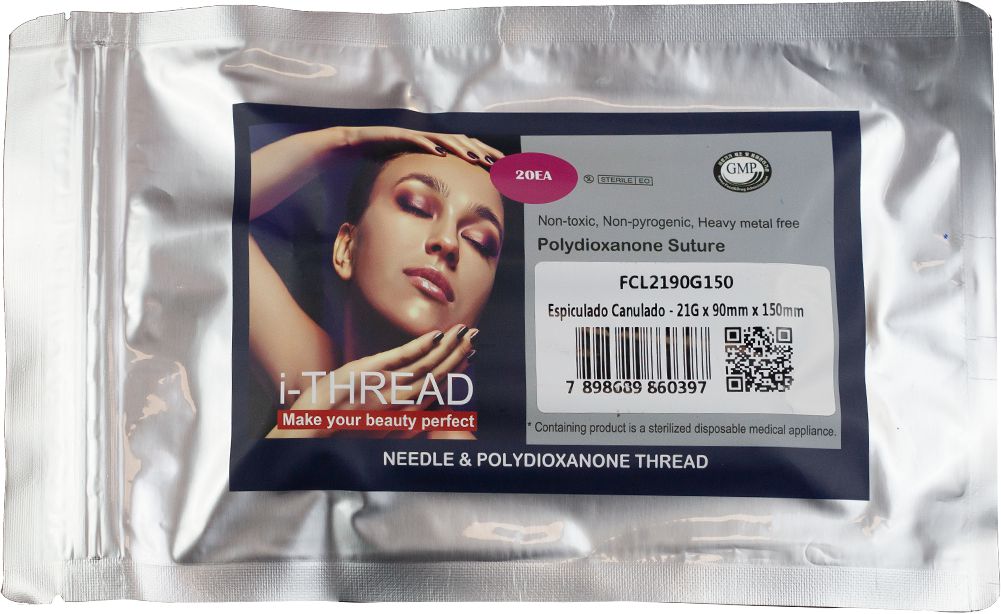 20EA
STERILE EO
GMP
Non-toxic, Non-pyrogenic, Heavy metal free
Polydioxanone Suture
FCL2190G150
Espiculado Canulado - 21G x 90mm x 150mm
7 898689 860397
i-THREAD
Make your beauty perfect
* Containing product is a sterilized disposable medical appliance.
NEEDLE & POLYDIOXANONE THREAD